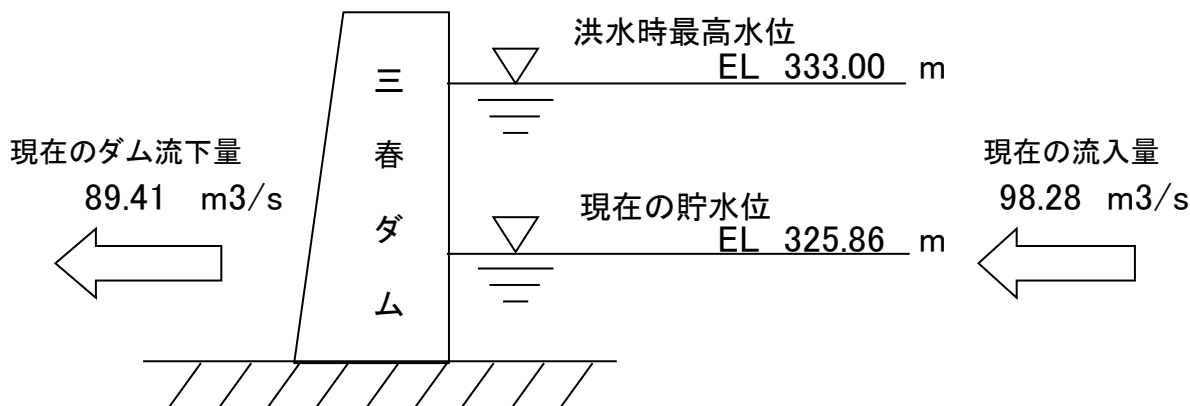 洪水時最高水位
EL 333.00 m
三春ダム
現在のダム流下量
89.41 m3/s
現在の流入量
98.28 m3/s
現在の貯水位
EL 325.86 m